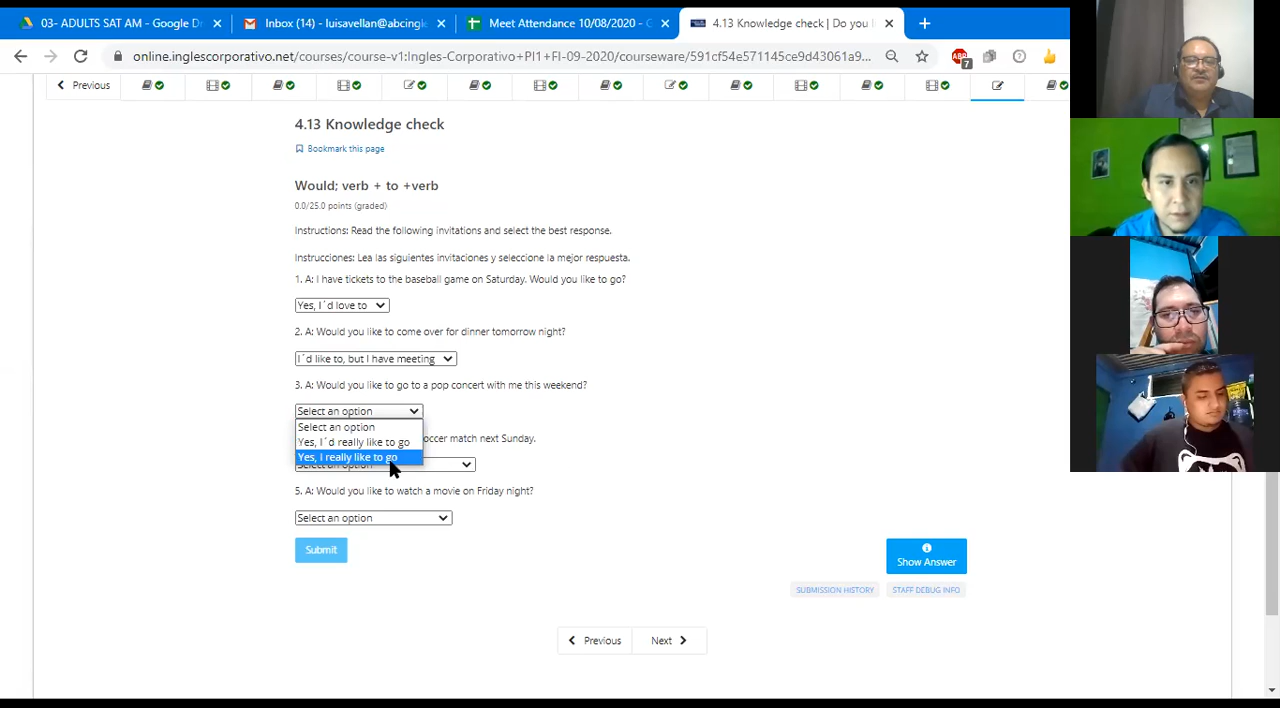 03- ADULTS SAT AM - Google Dr
Inbox (14) - luisavellan@abcingle
Meet Attendance 10/08/2020 - G
4.13 Knowledge check | Do you l
online.inglescorporativo.net/courses/course-v1:Ingles-Corporativo+PI1+FI-09-2020/courseware/591cf54e571145ce9d43061a9...
7
Previous
4.13 Knowledge check
Bookmark this page
Would; verb + to +verb
0.0/25.0 points (graded)
Instructions: Read the following invitations and select the best response.
Instrucciones: Lea las siguientes invitaciones y seleccione la mejor respuesta.
1. A: I have tickets to the baseball game on Saturday. Would you like to go?
Yes, I´d love to
2. A: Would you like to come over for dinner tomorrow night?
I´d like to, but I have meeting
3. A: Would you like to go to a pop concert with me this weekend?
Select an option
Select an option
Yes, I´d really like to go
occer match next Sunday.
Yes, I really like to go
Select an option
5. A: Would you like to watch a movie on Friday night?
Select an option
Submit
Show Answer
SUBMISSION HISTORY
STAFF DEBUG INFO
Previous
Next